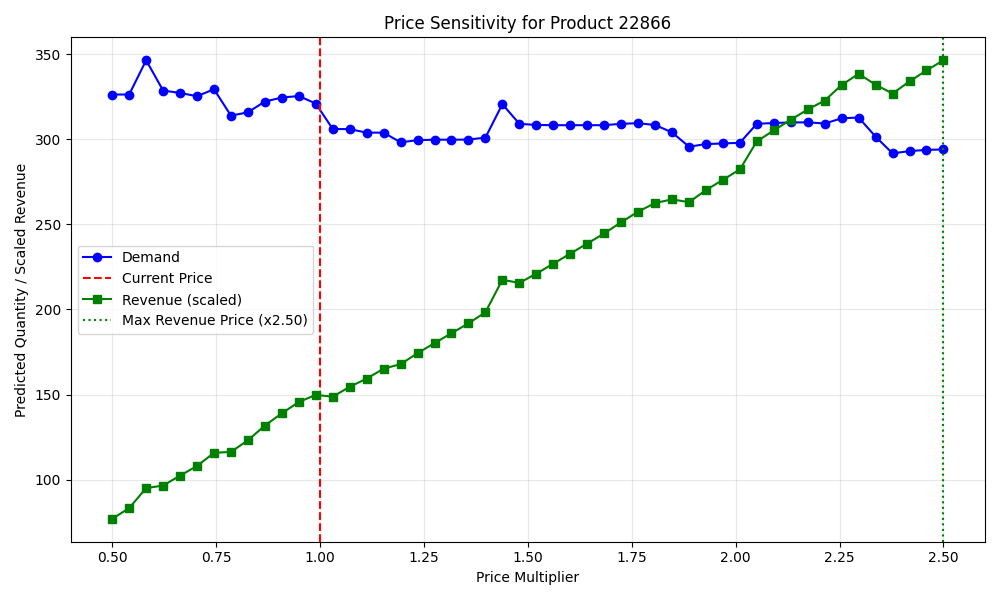 Price Sensitivity for Product 22866
Predicted Quantity / Scaled Revenue
350
300
250
200
150
100
Demand
Current Price
Revenue (scaled)
Max Revenue Price (x2.50)
0.50 0.75 1.00 1.25 1.50 1.75 2.00 2.25 2.50
Price Multiplier